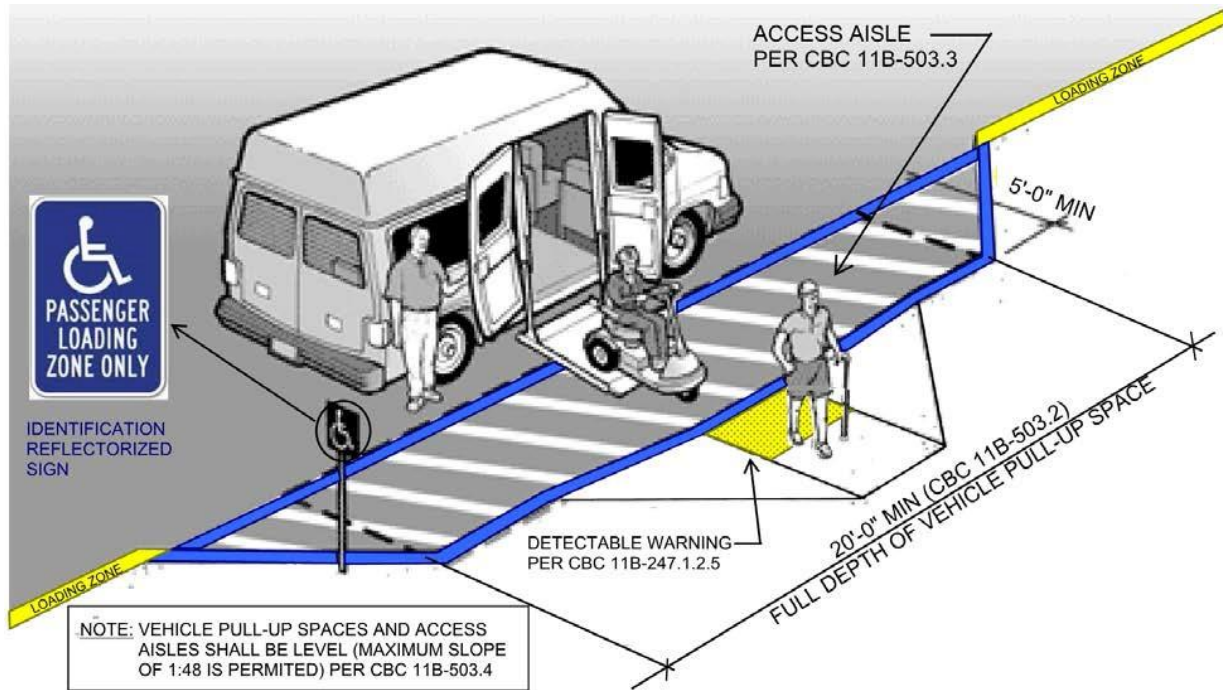 ACCESS AISLE
PER CBC 11B-503.3
LOADING ZONE
5'-0" MIN
PASSENGER
LOADING
ZONE ONLY
IDENTIFICATION
REFLECTORIZED
SIGN
20'-0" MIN (CBC 11B-503.2)
FULL DEPTH OF VEHICLE PULL-UP SPACE
DETECTABLE WARNING
PER CBC 11B-247.1.2.5
LOADING ZONE
NOTE: VEHICLE PULL-UP SPACES AND ACCESS
AISLES SHALL BE LEVEL (MAXIMUM SLOPE
OF 1:48 IS PERMITED) PER CBC 11B-503.4